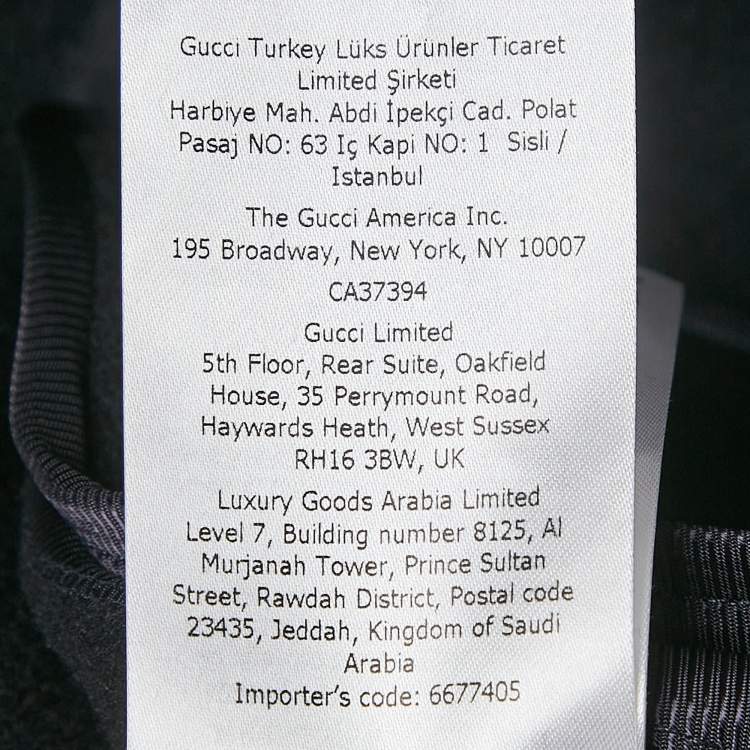 Gucci Turkey Lüks Ürünler Ticaret
Limited Şirketi
Harbiye Mah. Abdi İpekçi Cad. Polat
Pasaj NO: 63 Iç Kapi NO: 1 Sisli /
Istanbul
The Gucci America Inc.
195 Broadway, New York, NY 10007
CA37394
Gucci Limited
5th Floor, Rear Suite, Oakfield
House, 35 Perrymount Road,
Haywards Heath, West Sussex
RH16 3BW, UK
Luxury Goods Arabia Limited
Level 7, Building number 8125, Al
Murjanah Tower, Prince Sultan
Street, Rawdah District, Postal code
23435, Jeddah, Kingdom of Saudi
Arabia
Importer's code: 6677405